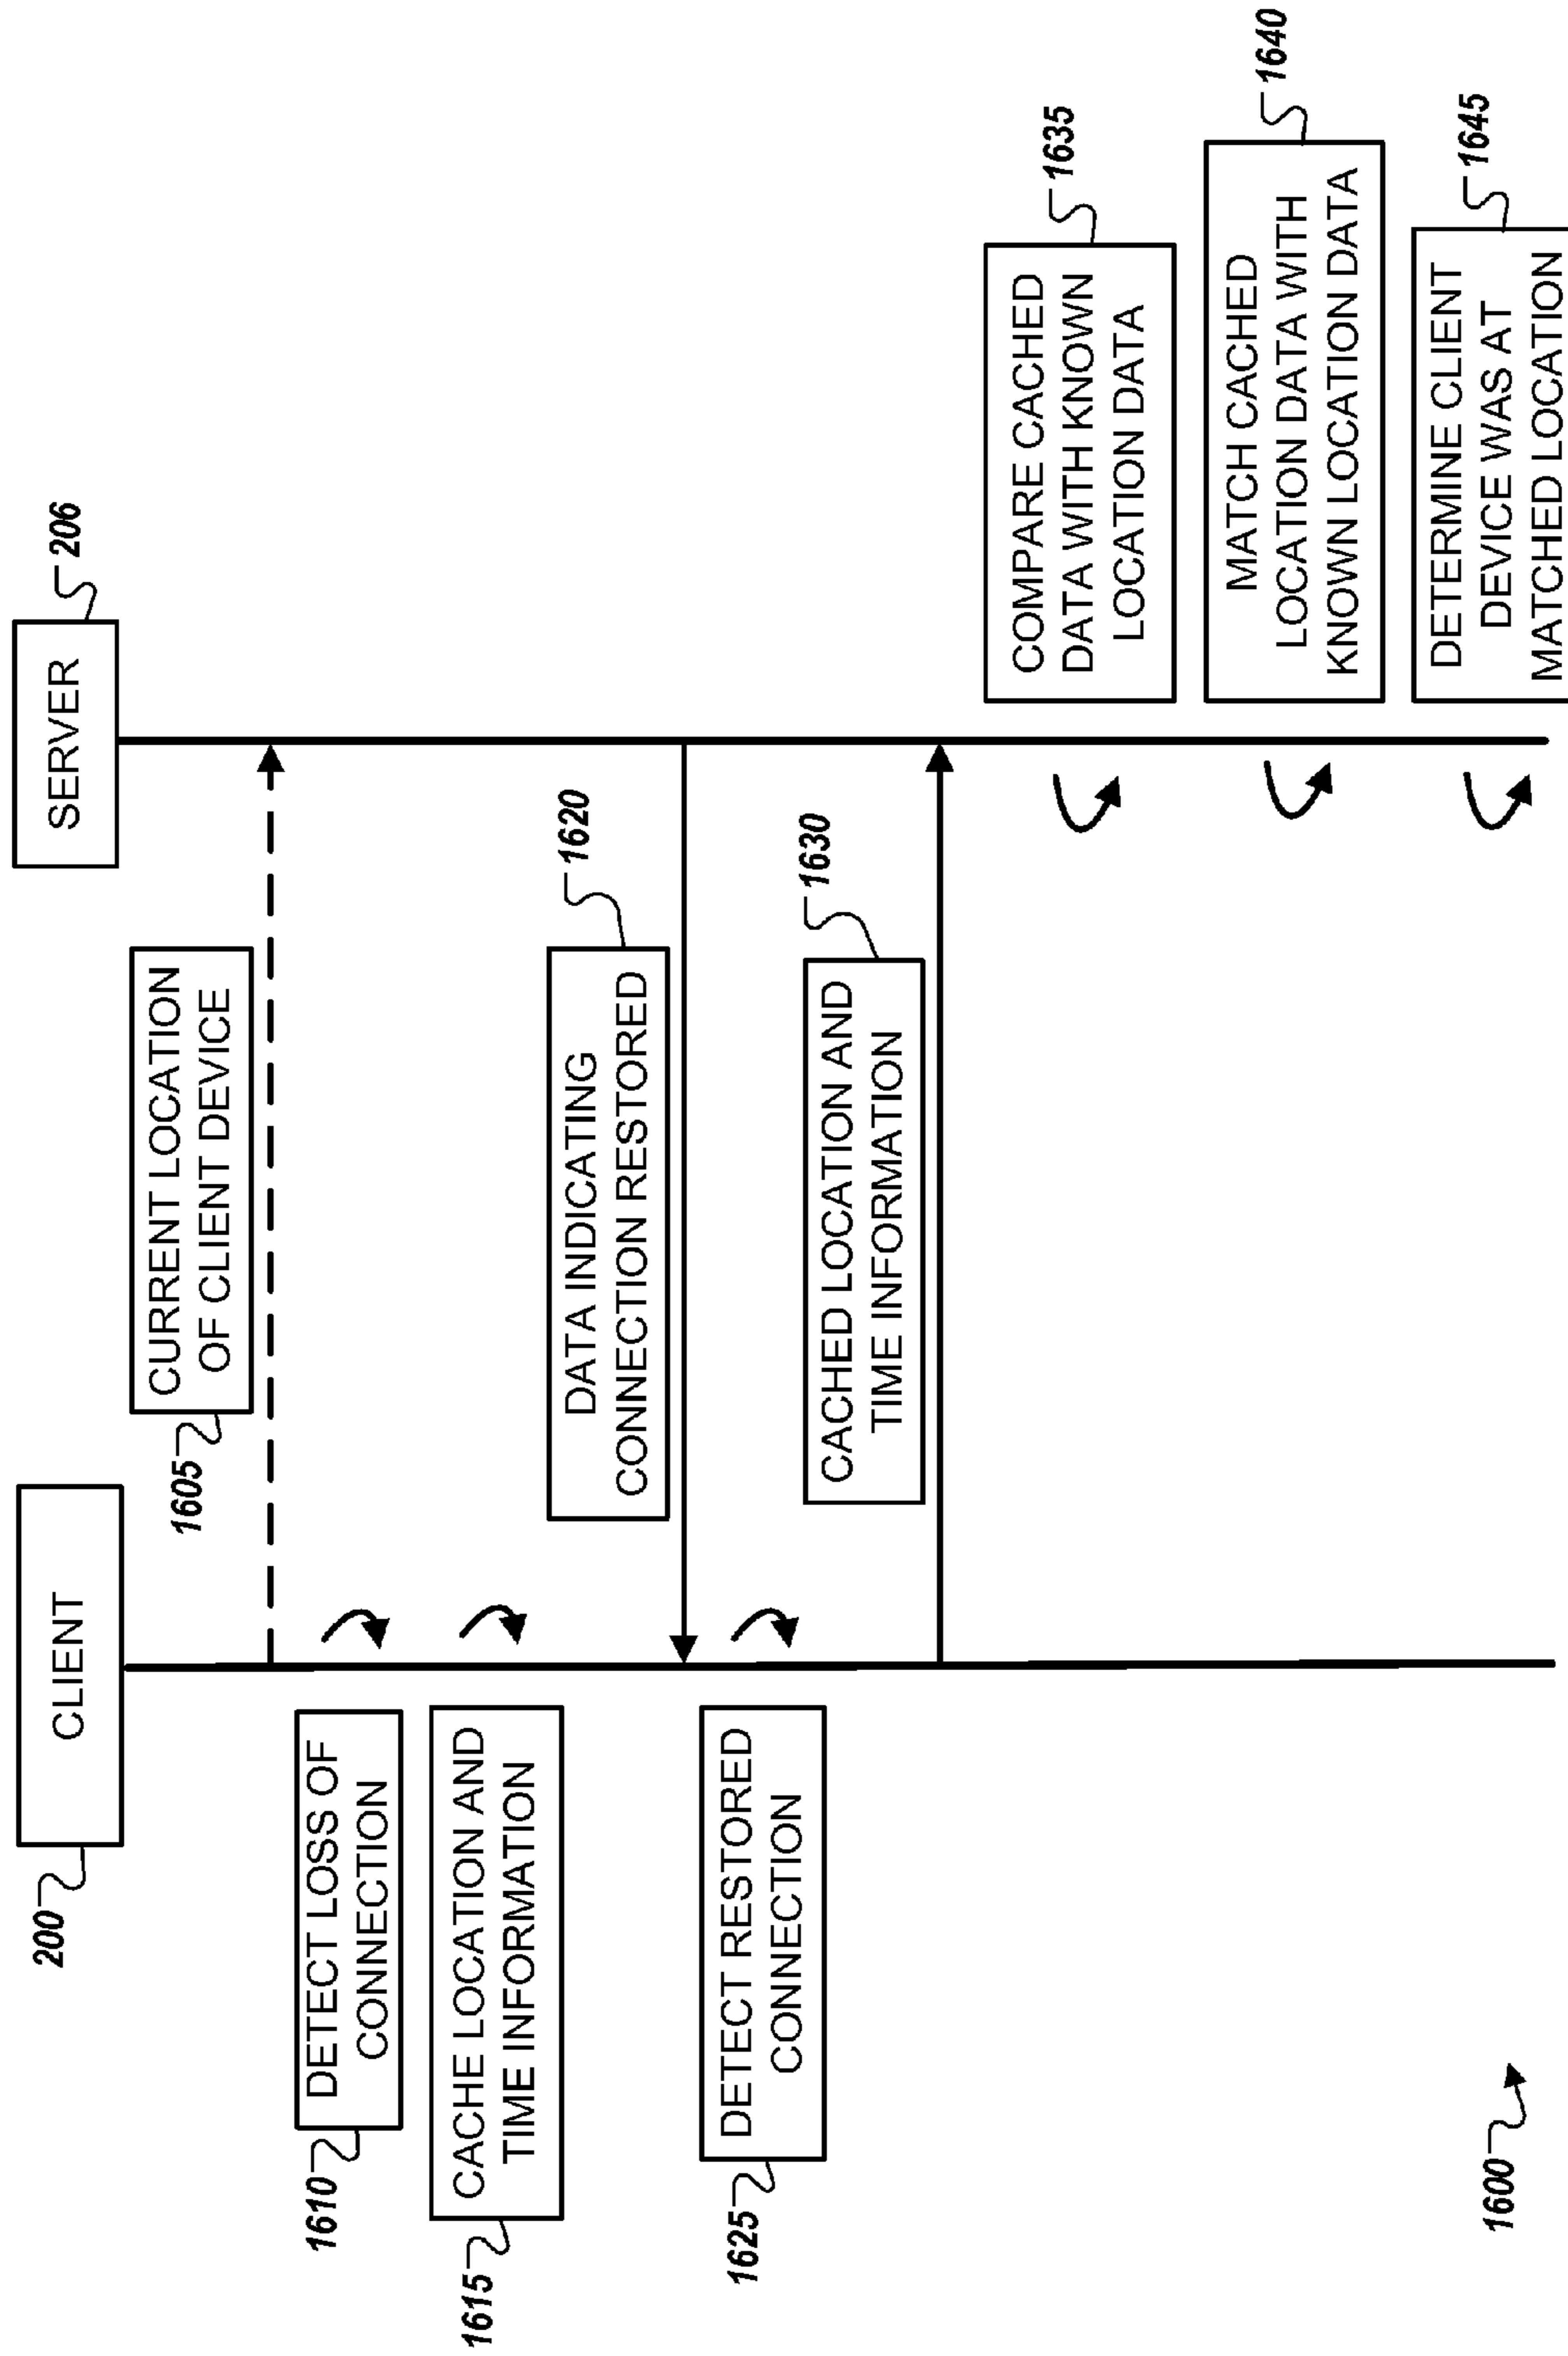 CLIENT
200
SERVER
206
1605
CURRENT LOCATION
OF CLIENT DEVICE
1610
DETECT LOSS OF
CONNECTION
1615
CACHE LOCATION AND
TIME INFORMATION
DATA INDICATING
CONNECTION RESTORED
1620
1625
DETECT RESTORED
CONNECTION
CACHED LOCATION AND
TIME INFORMATION
1630
COMPARE CACHED
DATA WITH KNOWN
LOCATION DATA
1635
MATCH CACHED
LOCATION DATA WITH
KNOWN LOCATION DATA
1640
DETERMINE CLIENT
DEVICE WAS AT
MATCHED LOCATION
1645
1600